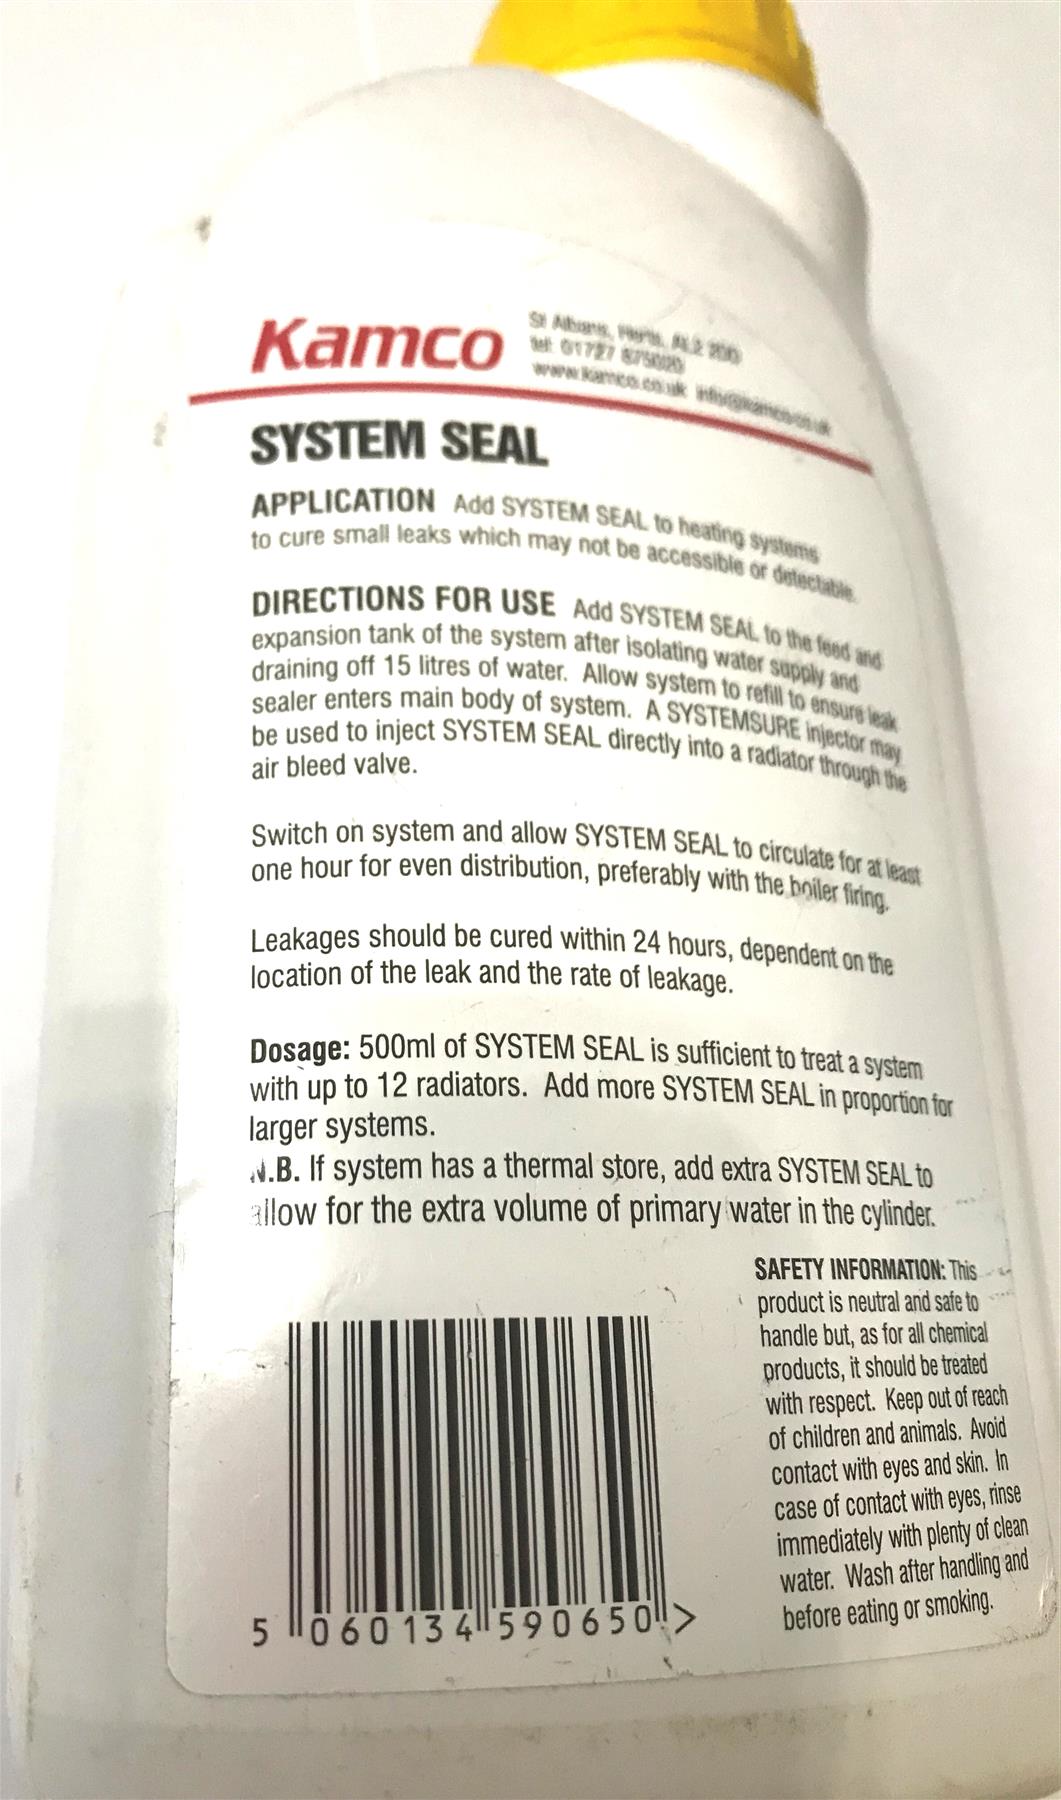 Kamco
St Albans, Herts, AL2
tel: 01727 875020
www.kamco.co.uk info@kamco.co.uk
SYSTEM SEAL
APPLICATION Add SYSTEM SEAL to heating systems
to cure small leaks which may not be accessible or detectable.
DIRECTIONS FOR USE Add SYSTEM SEAL to the feed and
expansion tank of the system after isolating water supply and
draining off 15 litres of water. Allow system to refill to ensure leak
sealer enters main body of system. A SYSTEMSURE injector may
be used to inject SYSTEM SEAL directly into a radiator through the
air bleed valve.
Switch on system and allow SYSTEM SEAL to circulate for at least
one hour for even distribution, preferably with the boiler firing.
Leakages should be cured within 24 hours, dependent on the
location of the leak and the rate of leakage.
Dosage: 500ml of SYSTEM SEAL is sufficient to treat a system
with up to 12 radiators. Add more SYSTEM SEAL in proportion for
larger systems.
N.B. If system has a thermal store, add extra SYSTEM SEAL to
allow for the extra volume of primary water in the cylinder.
SAFETY INFORMATION: This
product is neutral and safe to
handle but, as for all chemical
products, it should be treated
with respect. Keep out of reach
of children and animals. Avoid
contact with eyes and skin. In
case of contact with eyes, rinse
immediately with plenty of clean
water. Wash after handling and
before eating or smoking.
5 060134 590650 >